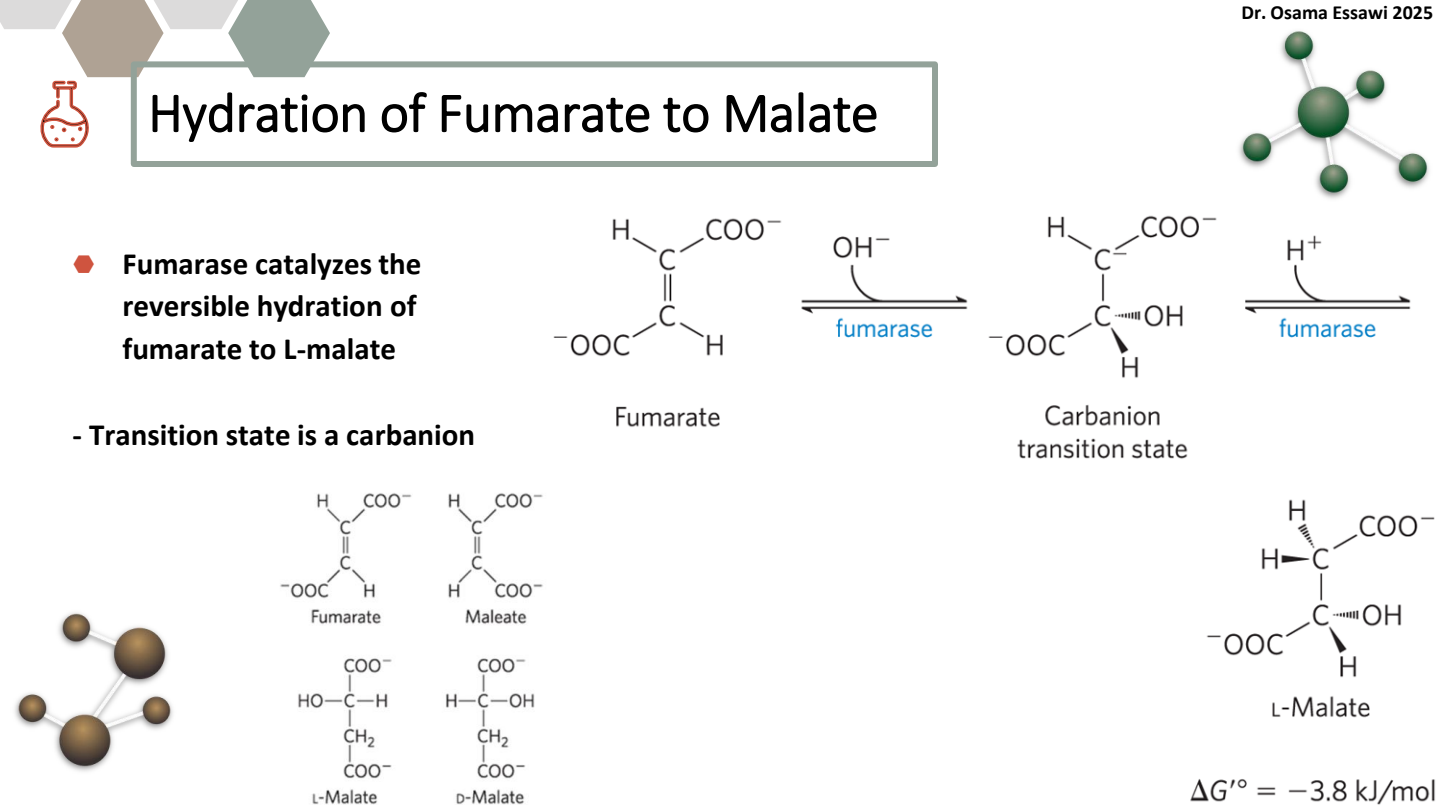 Dr. Osama Essawi 2025
Hydration of Fumarate to Malate
Fumarase catalyzes the
reversible hydration of
fumarate to L-malate
- Transition state is a carbanion
H COO⁻
C
C
⁻OOC H
Fumarate
OH⁻
fumarase
H COO⁻
C⁻
C OH
⁻OOC
H
Carbanion
transition state
H⁺
fumarase
H COO⁻
C
C
⁻OOC H
Fumarate
H COO⁻
C
C
H COO⁻
Maleate
COO⁻
HO—C—H
CH₂
COO⁻
L-Malate
COO⁻
H—C—OH
CH₂
COO⁻
D-Malate
H
COO⁻
H C
C OH
⁻OOC
H
L-Malate
ΔG′° = −3.8 kJ/mol